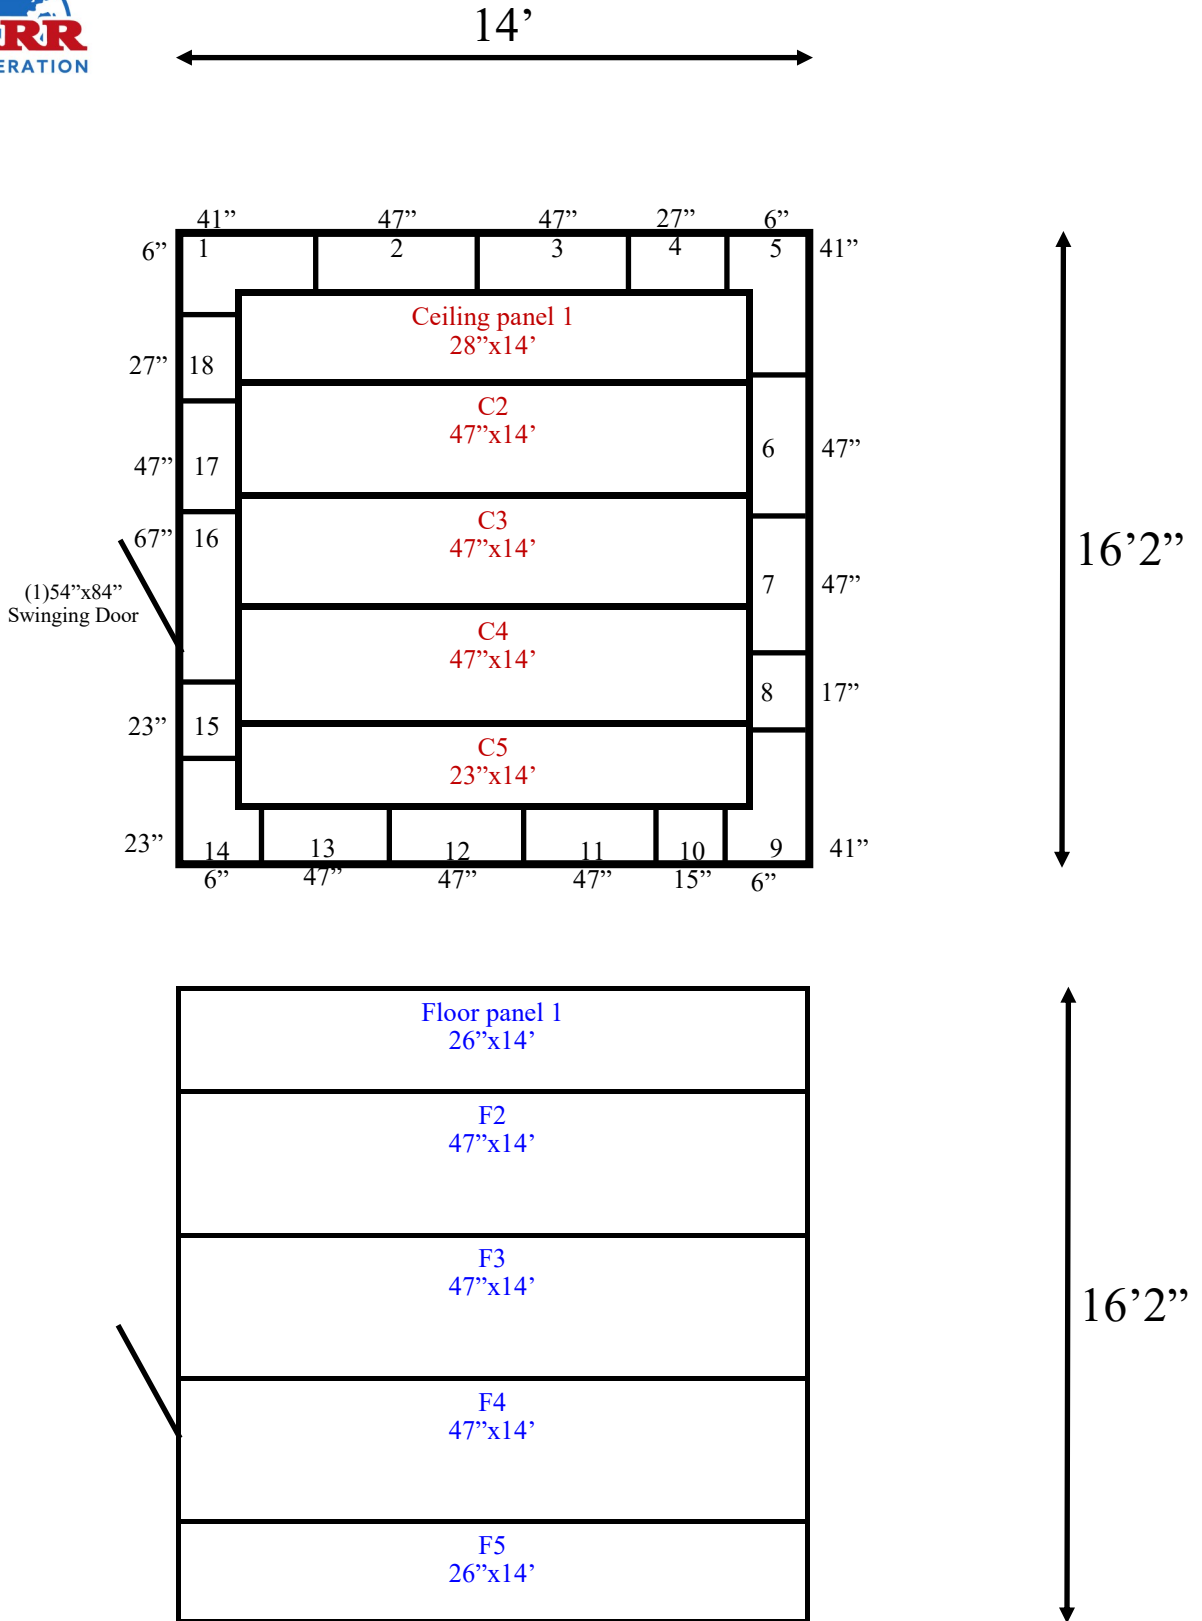 RR
ERATION
14’
41” 47” 47” 27” 6”
6” 1 2 3 4 5 41”
Ceiling panel 1
28”x14’
27” 18
C2
47”x14’
6 47”
47” 17
C3
47”x14’
67” 16
16’2”
(1)54”x84”
Swinging Door
7 47”
C4
47”x14’
8 17”
23” 15
C5
23”x14’
23” 14 13 12 11 10 9 41”
6” 47” 47” 47” 15” 6”
Floor panel 1
26”x14’
F2
47”x14’
F3
47”x14’
16’2”
F4
47”x14’
F5
26”x14’